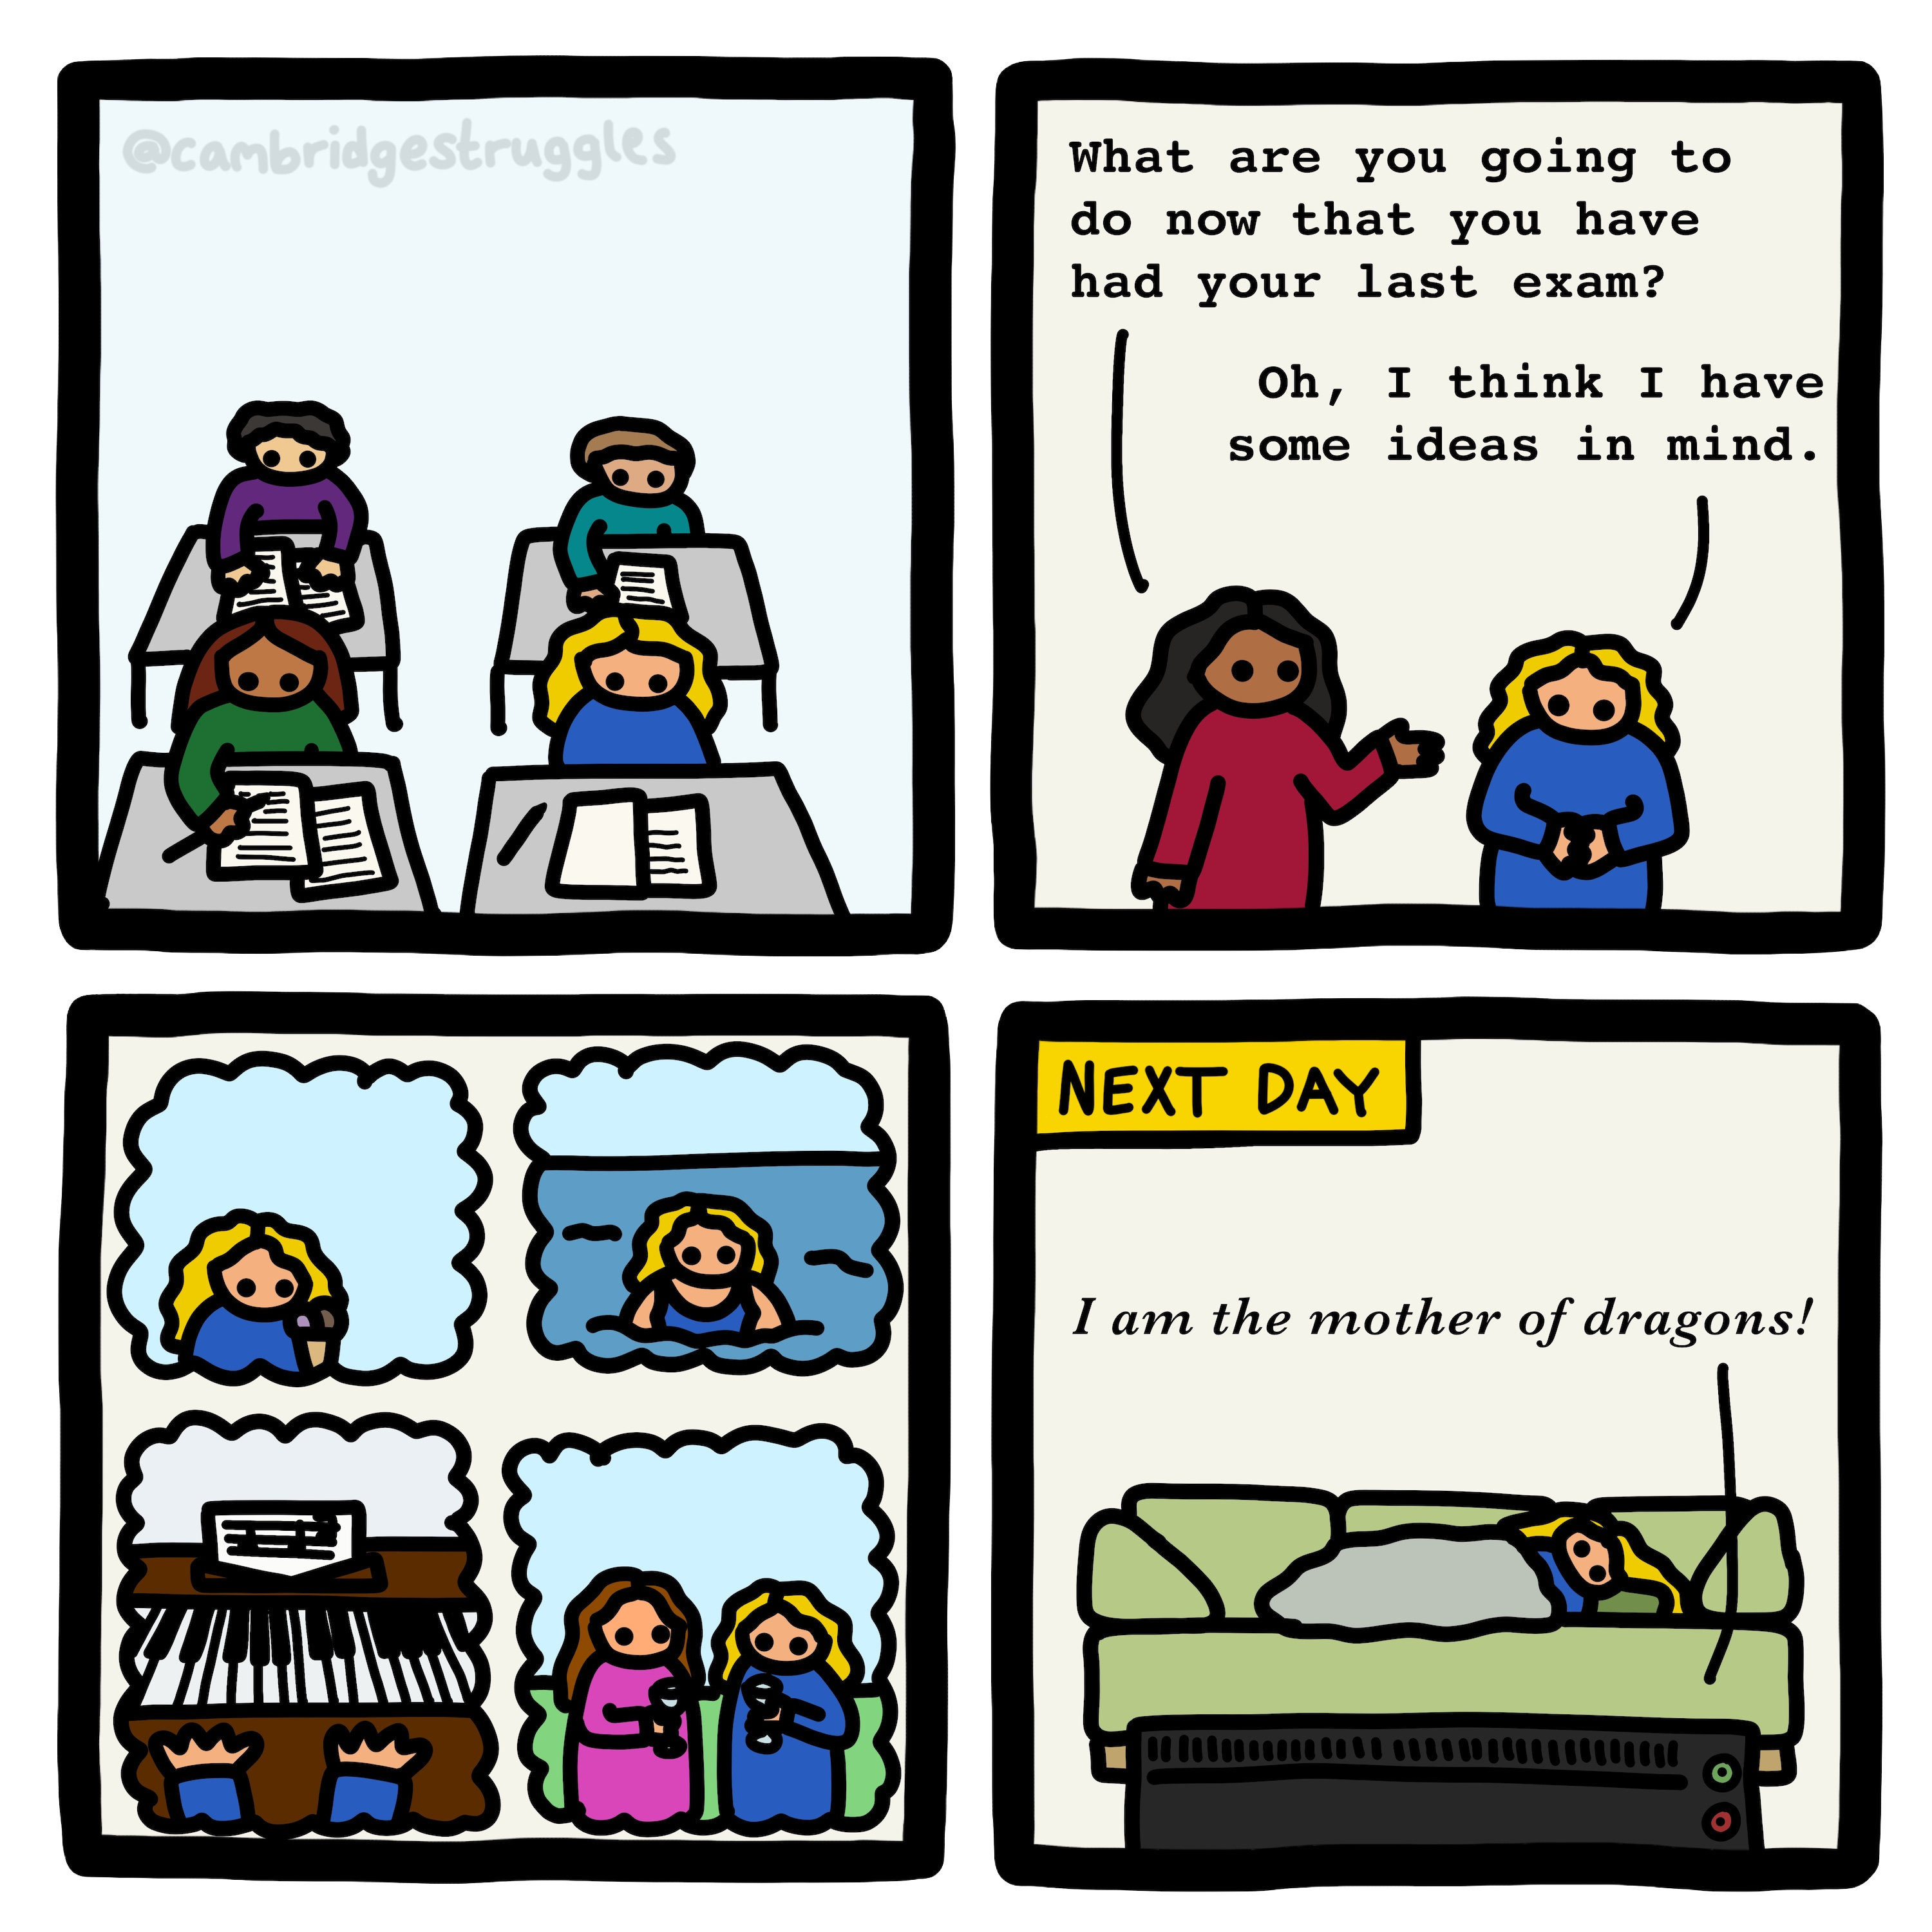 @cambridgestruggles
What are you going to
do now that you have
had your last exam?
Oh, I think I have
some ideas in mind.
NEXT DAY
I am the mother of dragons!